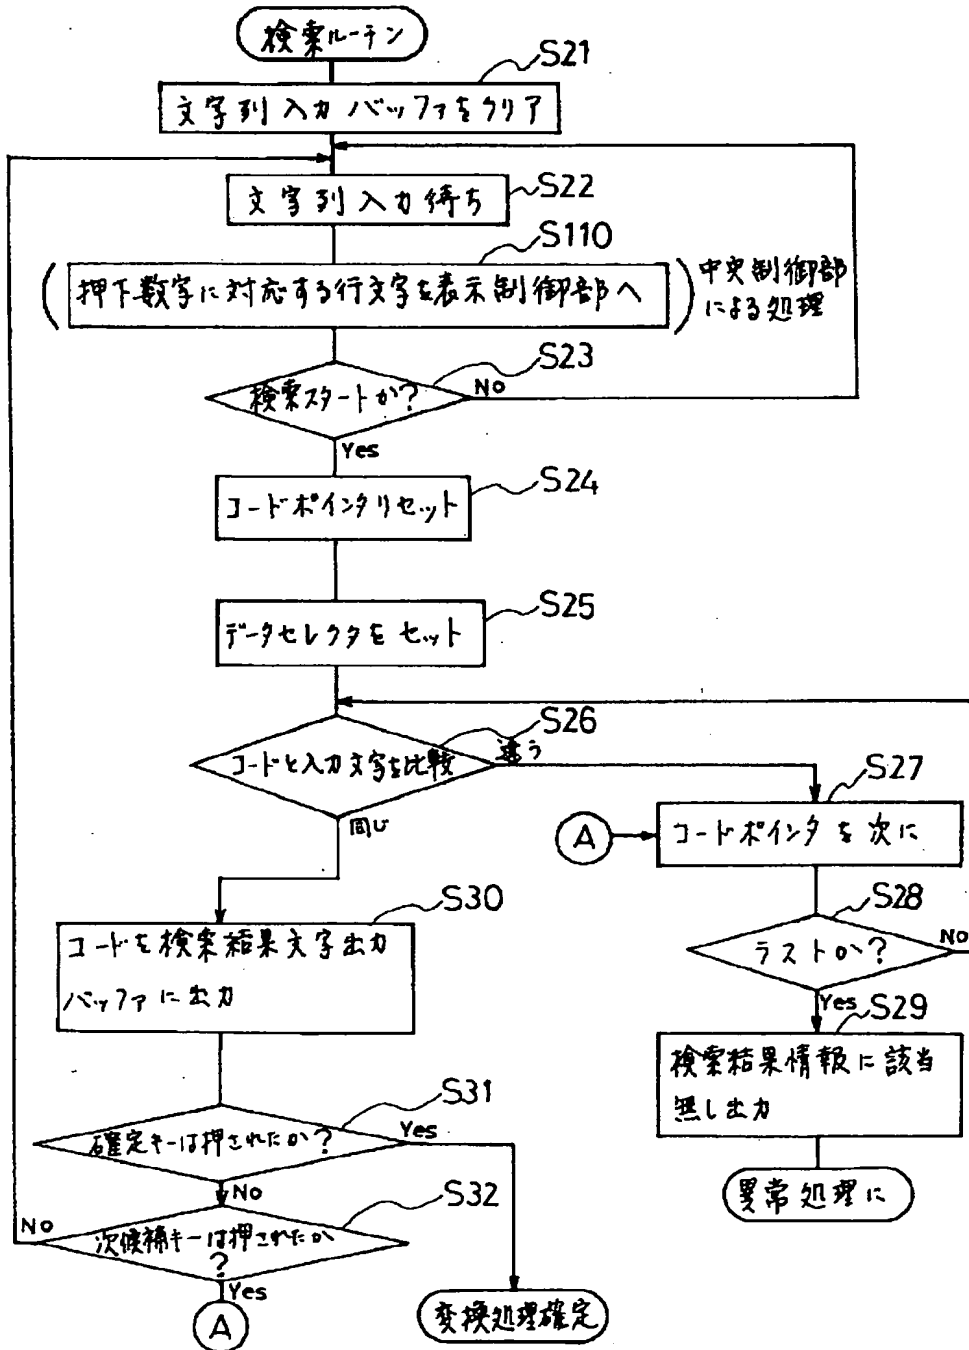 検索ルーチン
S21
文字列入力バッファをクリア
S22
文字列入力待ち
S110
(押下数字に対応する行文字を表示制御部へ)
中央制御部
による処理
S23
検索スタートか?
No
Yes
S24
コードポインタリセット
S25
データセレクタをセット
S26
コードと入力文字を比較
違う
同じ
S27
A
コードポインタを次に
S28
ラストか?
No
Yes
S29
検索結果情報に該当
無し出力
異常処理に
S30
コードを検索結果文字出力
バッファに出力
S31
確定キーは押されたか?
Yes
No
S32
次候補キーは押されたか
?
No
Yes
A
変換処理確定